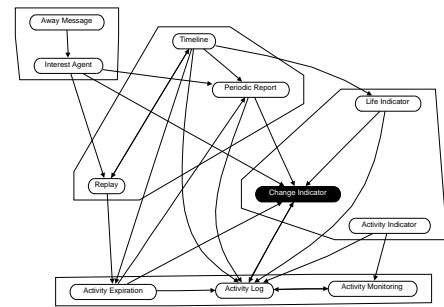 Away Message
Timeline
Interest Agent
Periodic Report
Life Indicator
Replay
Change Indicator
Activity Indicator
Activity Expiration
Activity Log
Activity Monitoring